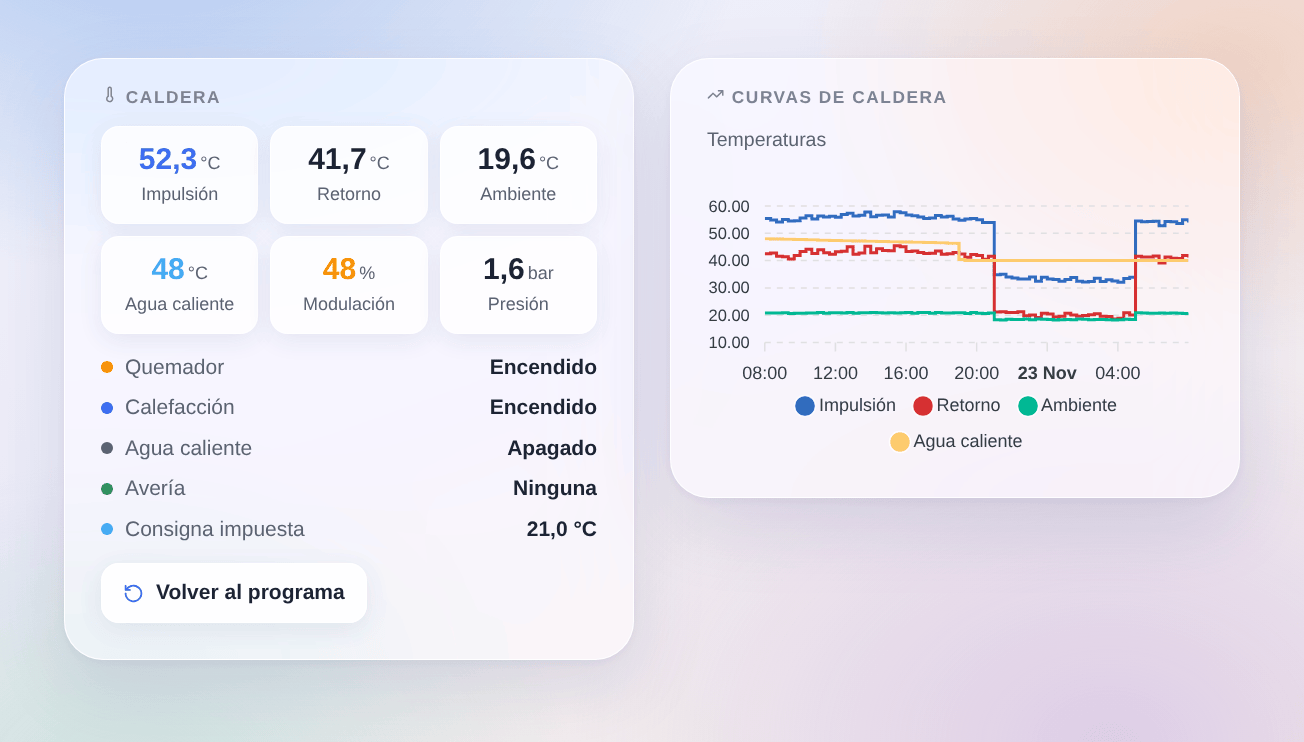 CALDERA
52,3 °C
Impulsión
41,7 °C
Retorno
19,6 °C
Ambiente
48 °C
Agua caliente
48 %
Modulación
1,6 bar
Presión
Quemador Encendido
Calefacción Encendido
Agua caliente Apagado
Avería Ninguna
Consigna impuesta 21,0 °C
Volver al programa
CURVAS DE CALDERA
Temperaturas
60.00
50.00
40.00
30.00
20.00
10.00
08:00 12:00 16:00 20:00 23 Nov 04:00
Impulsión Retorno Ambiente
Agua caliente